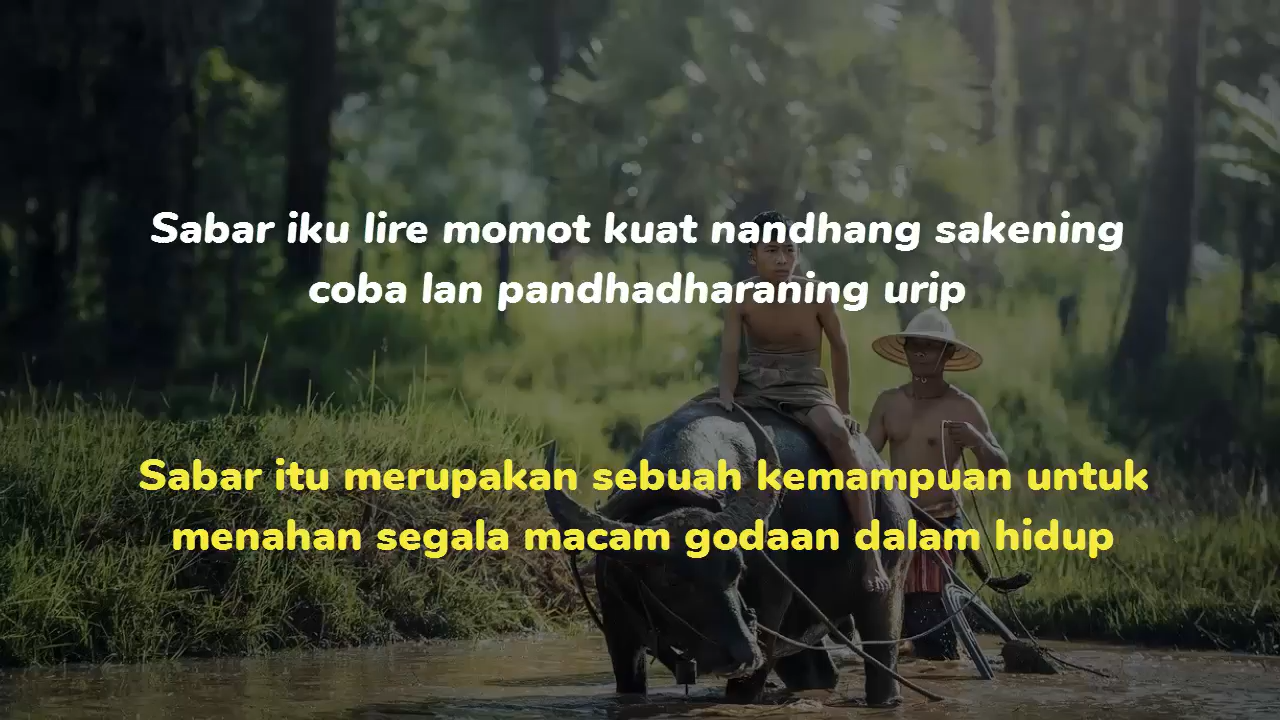 Sabar iku lire momot kuat nandhang sakening
coba lan pandhadharaning urip
Sabar itu merupakan sebuah kemampuan untuk
menahan segala macam godaan dalam hidup